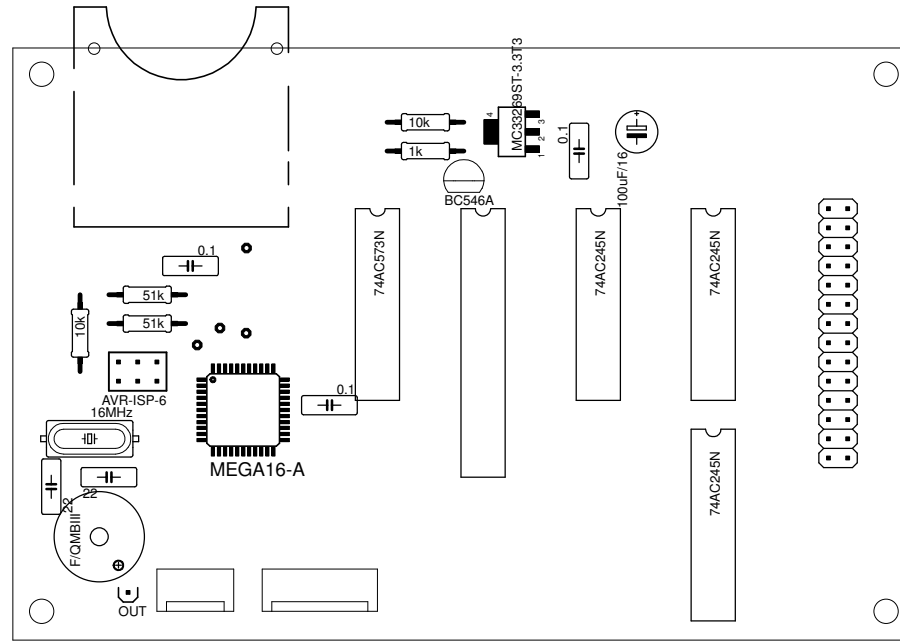 MC33269ST-3.3T3
4
3
2
1
10k
1k
0.1
+
100uF/16
BC546A
74AC573N
74AC245N
74AC245N
0.1
51k
51k
10k
AVR-ISP-6
16MHz
0.1
MEGA16-A
22
22
F/QMBIII
74AC245N
OUT